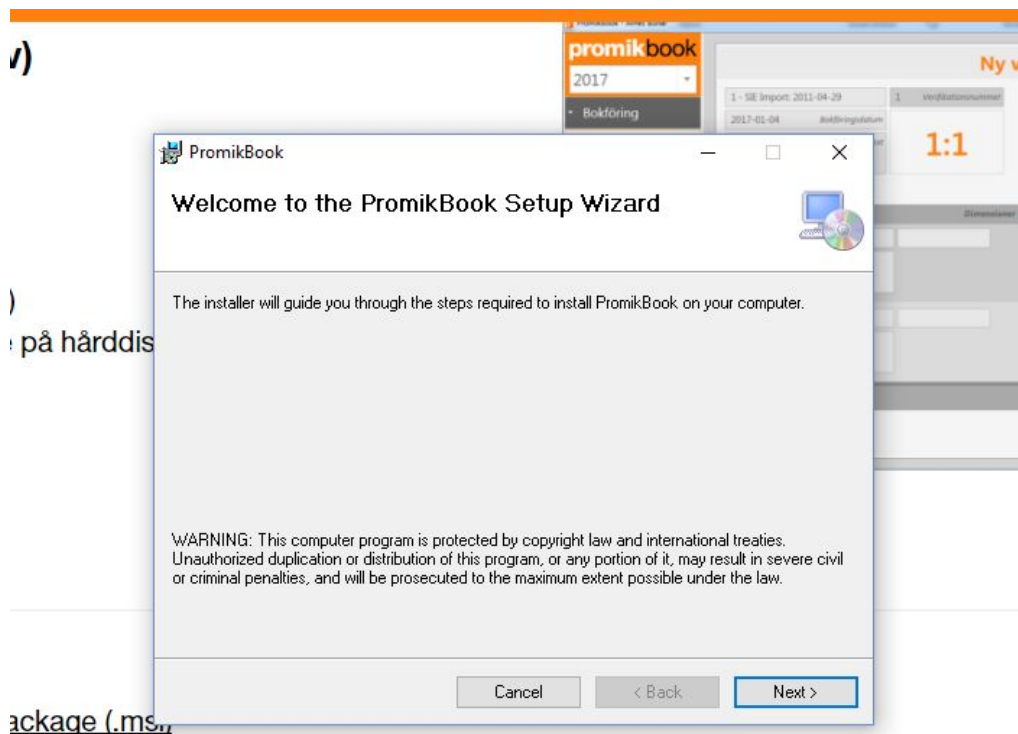 v)
promikbook
2017
Bokföring
Ny v
1 - SIE Import: 2011-04-29
1 Verifikationsnummer
2017-01-04 Bokföringsdatum
1:1
Dimensioner
PromikBook
Welcome to the PromikBook Setup Wizard
The installer will guide you through the steps required to install PromikBook on your computer.
)
på hårddis
WARNING: This computer program is protected by copyright law and international treaties.
Unauthorized duplication or distribution of this program, or any portion of it, may result in severe civil
or criminal penalties, and will be prosecuted to the maximum extent possible under the law.
Cancel < Back Next >
ackage (.msi)